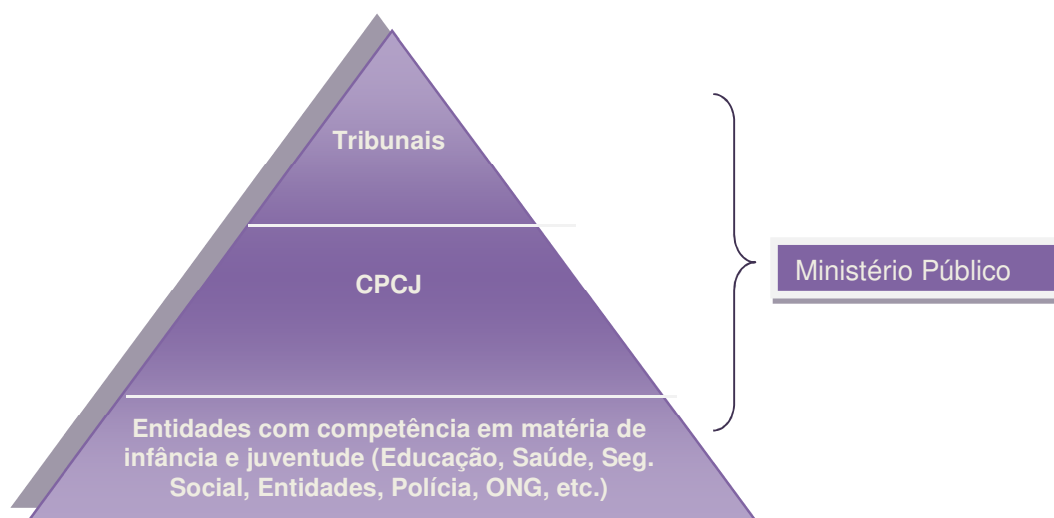 Tribunais
CPCJ
Ministério Público
Entidades com competência em matéria de
infância e juventude (Educação, Saúde, Seg.
Social, Entidades, Polícia, ONG, etc.)